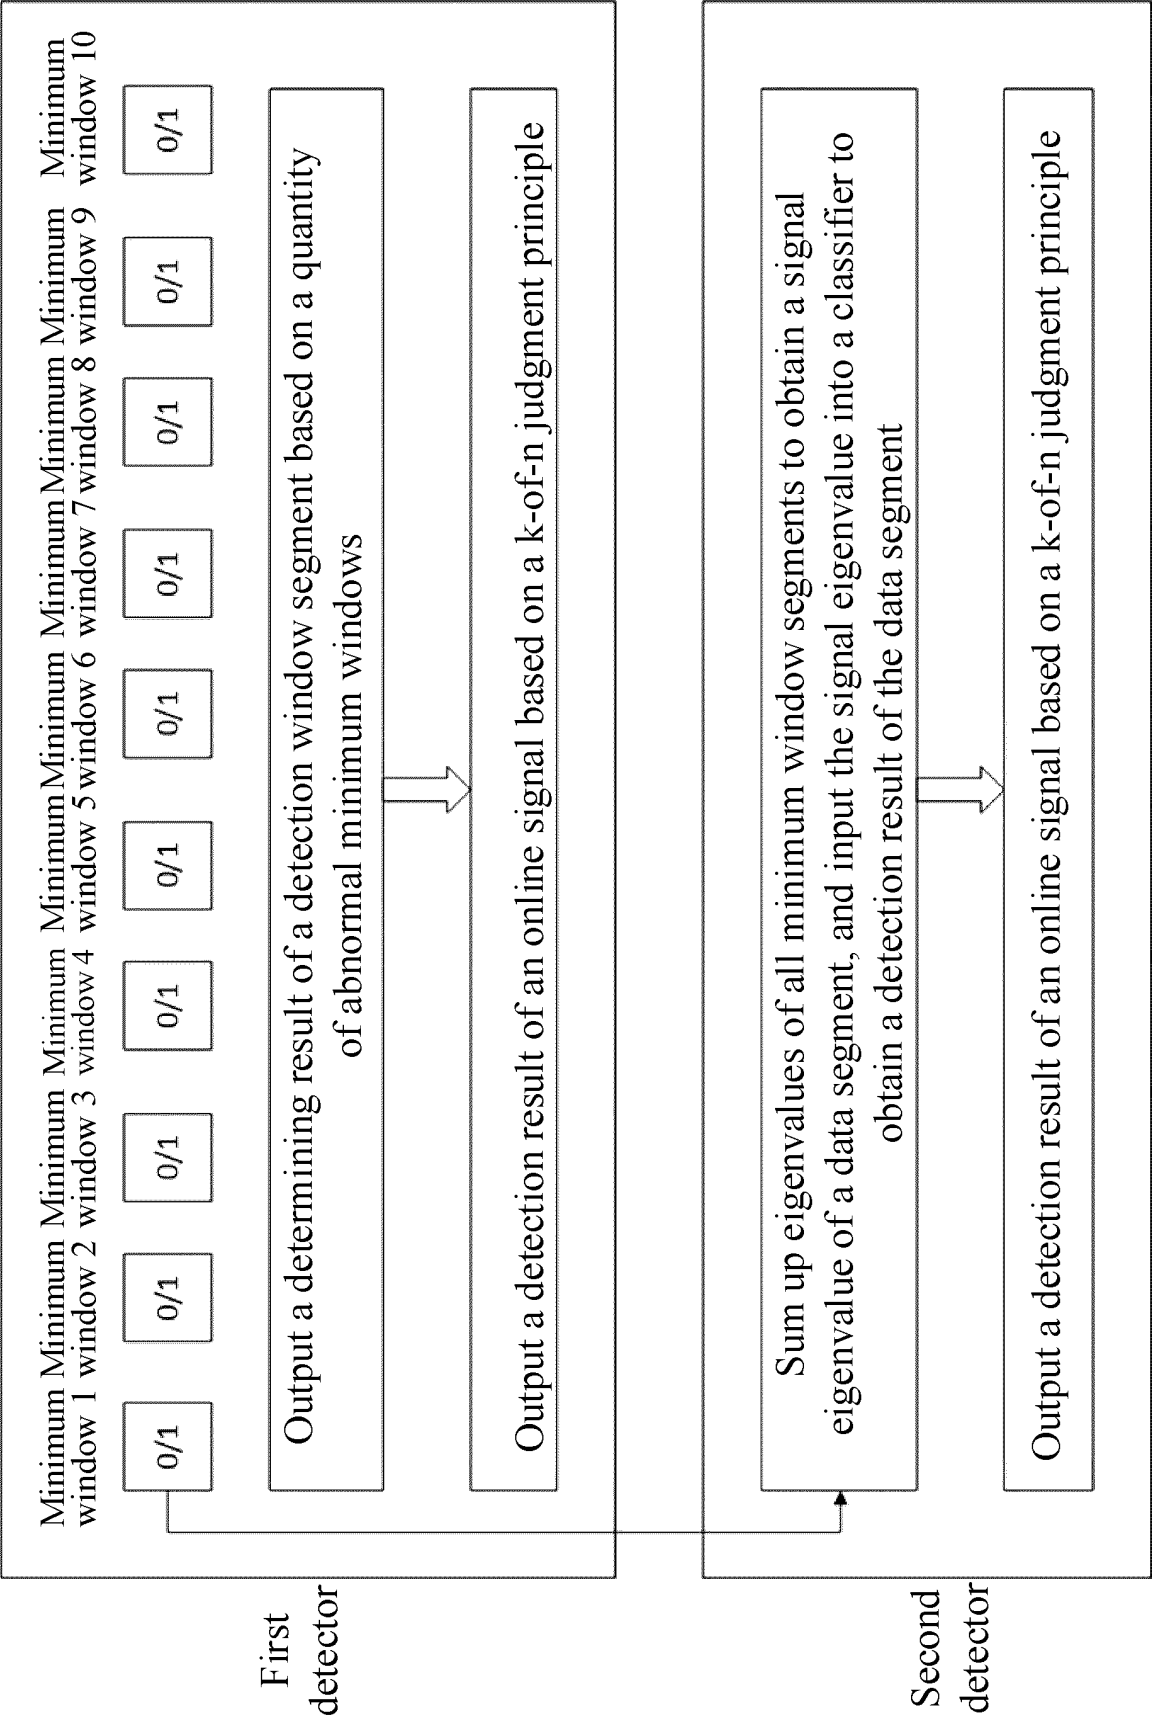 Minimum
window 1
Minimum
window 2
Minimum
window 3
Minimum
window 4
Minimum
window 5
Minimum
window 6
Minimum
window 7
Minimum
window 8
Minimum
window 9
Minimum
window 10
0/1
0/1
0/1
0/1
0/1
0/1
0/1
0/1
0/1
0/1
First
detector
Output a determining result of a detection window segment based on a quantity
of abnormal minimum windows
Output a detection result of an online signal based on a k-of-n judgment principle
Second
detector
Sum up eigenvalues of all minimum window segments to obtain a signal
eigenvalue of a data segment, and input the signal eigenvalue into a classifier to
obtain a detection result of the data segment
Output a detection result of an online signal based on a k-of-n judgment principle